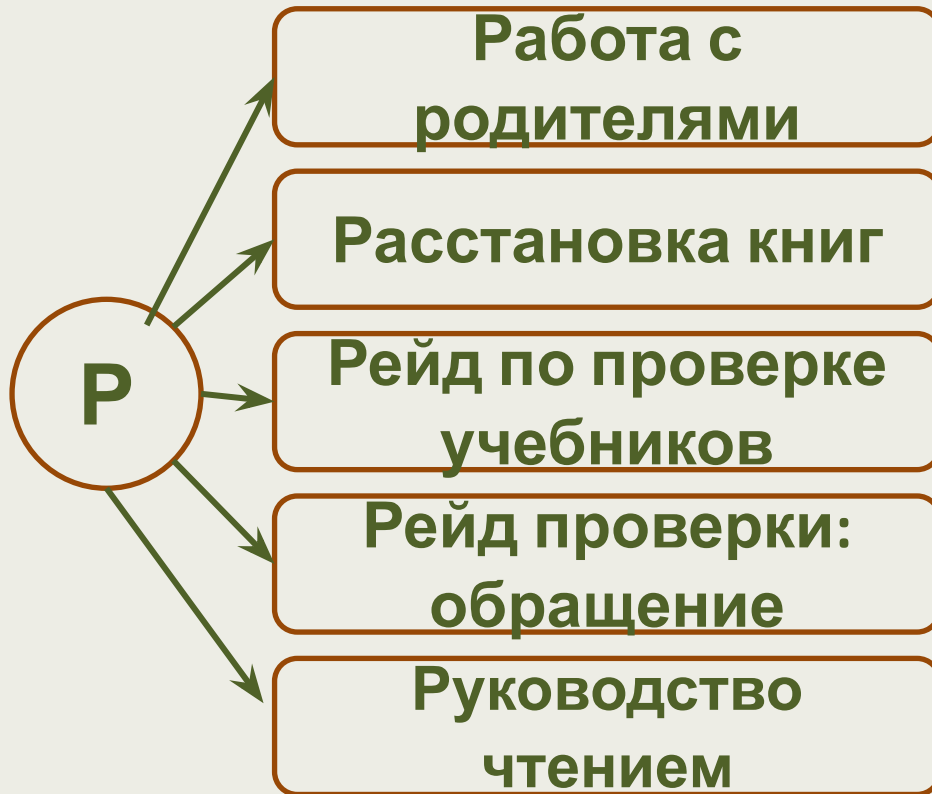 Работа с
родителями
Расстановка книг
Р
Рейд по проверке
учебников
Рейд проверки:
обращение
Руководство
чтением